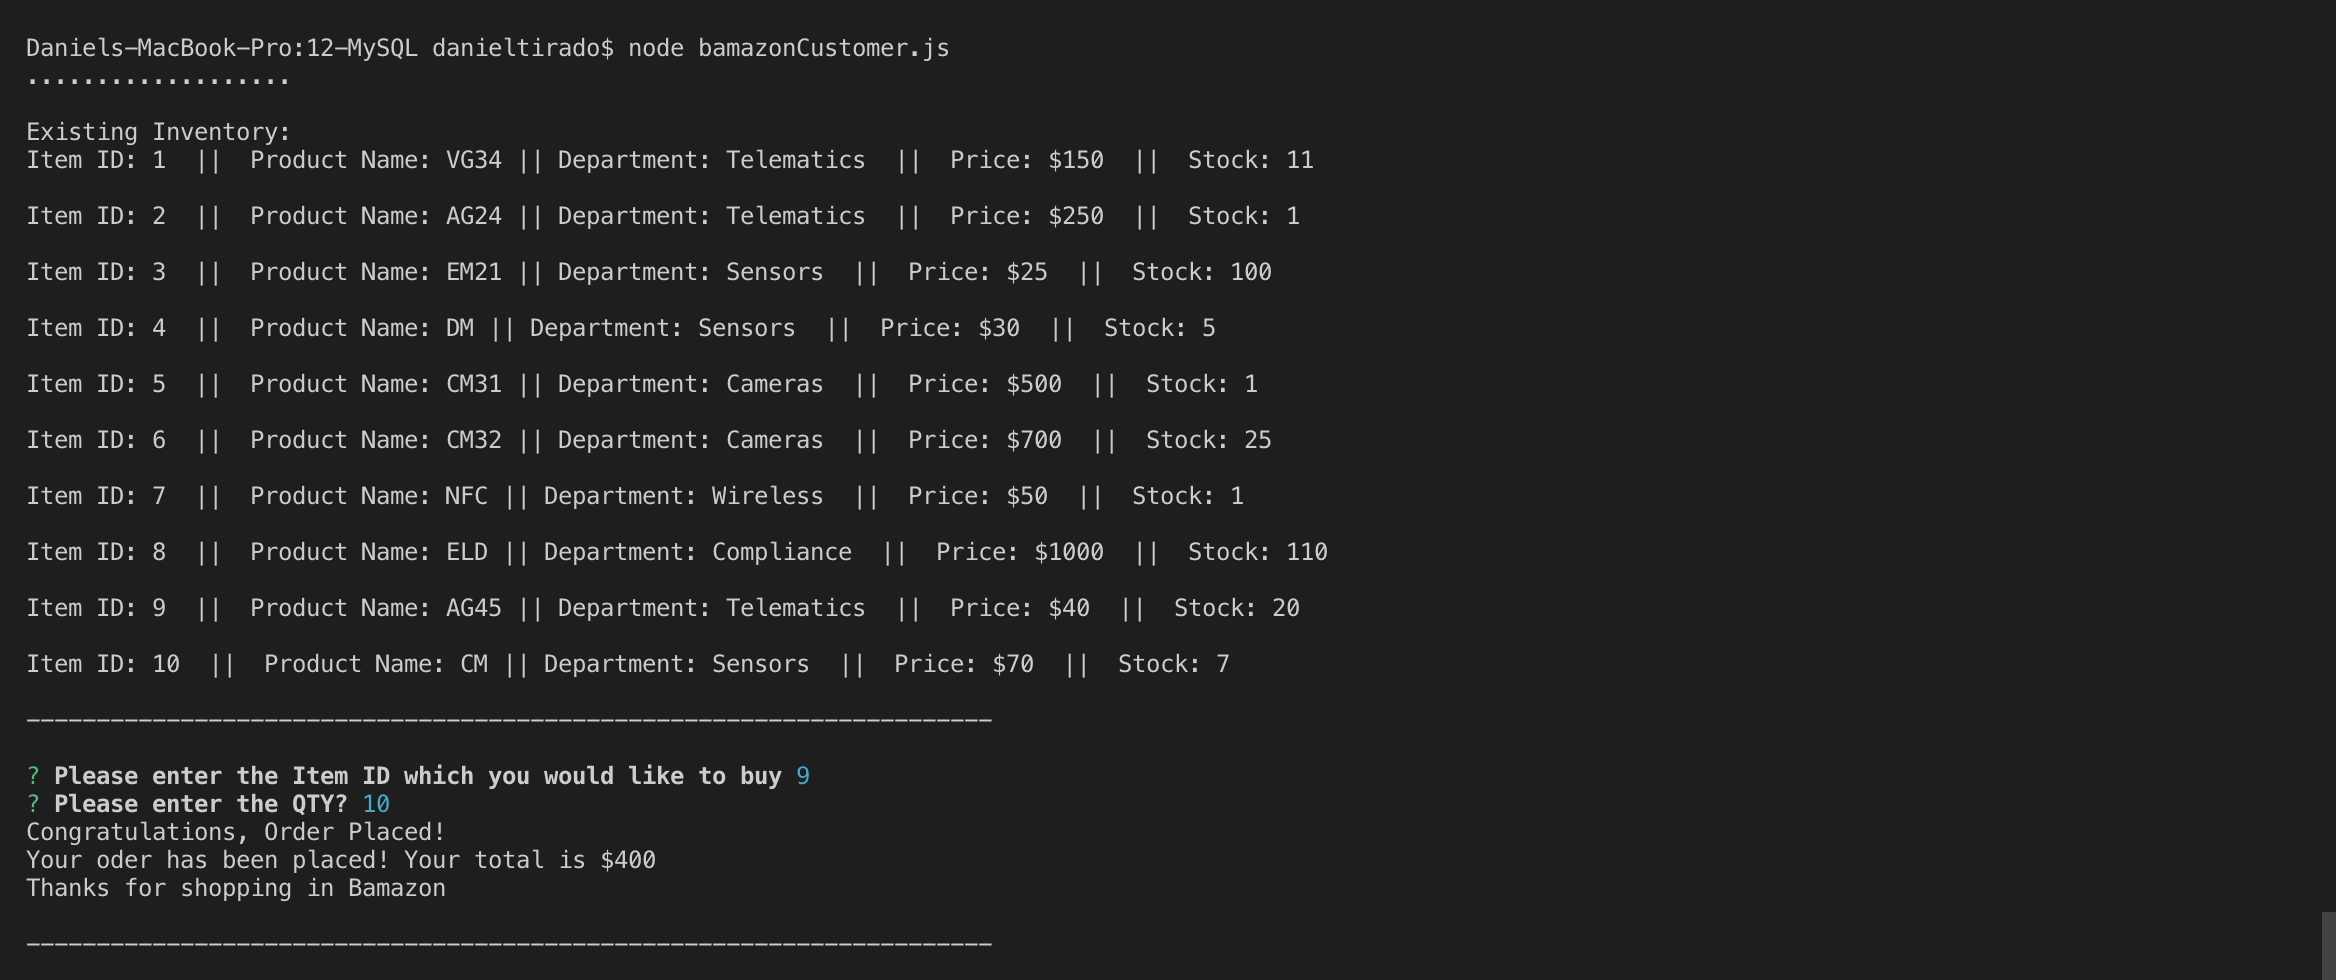 Daniels-MacBook-Pro:12-MySQL danieltirado$ node bamazonCustomer.js
...................
Existing Inventory:
Item ID: 1  ||  Product Name: VG34 || Department: Telematics  ||  Price: $150  ||  Stock: 11
Item ID: 2  ||  Product Name: AG24 || Department: Telematics  ||  Price: $250  ||  Stock: 1
Item ID: 3  ||  Product Name: EM21 || Department: Sensors  ||  Price: $25  ||  Stock: 100
Item ID: 4  ||  Product Name: DM || Department: Sensors  ||  Price: $30  ||  Stock: 5
Item ID: 5  ||  Product Name: CM31 || Department: Cameras  ||  Price: $500  ||  Stock: 1
Item ID: 6  ||  Product Name: CM32 || Department: Cameras  ||  Price: $700  ||  Stock: 25
Item ID: 7  ||  Product Name: NFC || Department: Wireless  ||  Price: $50  ||  Stock: 1
Item ID: 8  ||  Product Name: ELD || Department: Compliance  ||  Price: $1000  ||  Stock: 110
Item ID: 9  ||  Product Name: AG45 || Department: Telematics  ||  Price: $40  ||  Stock: 20
Item ID: 10  ||  Product Name: CM || Department: Sensors  ||  Price: $70  ||  Stock: 7
---------------------------------------------------------------------
? Please enter the Item ID which you would like to buy 9
? Please enter the QTY? 10
Congratulations, Order Placed!
Your oder has been placed! Your total is $400
Thanks for shopping in Bamazon
---------------------------------------------------------------------